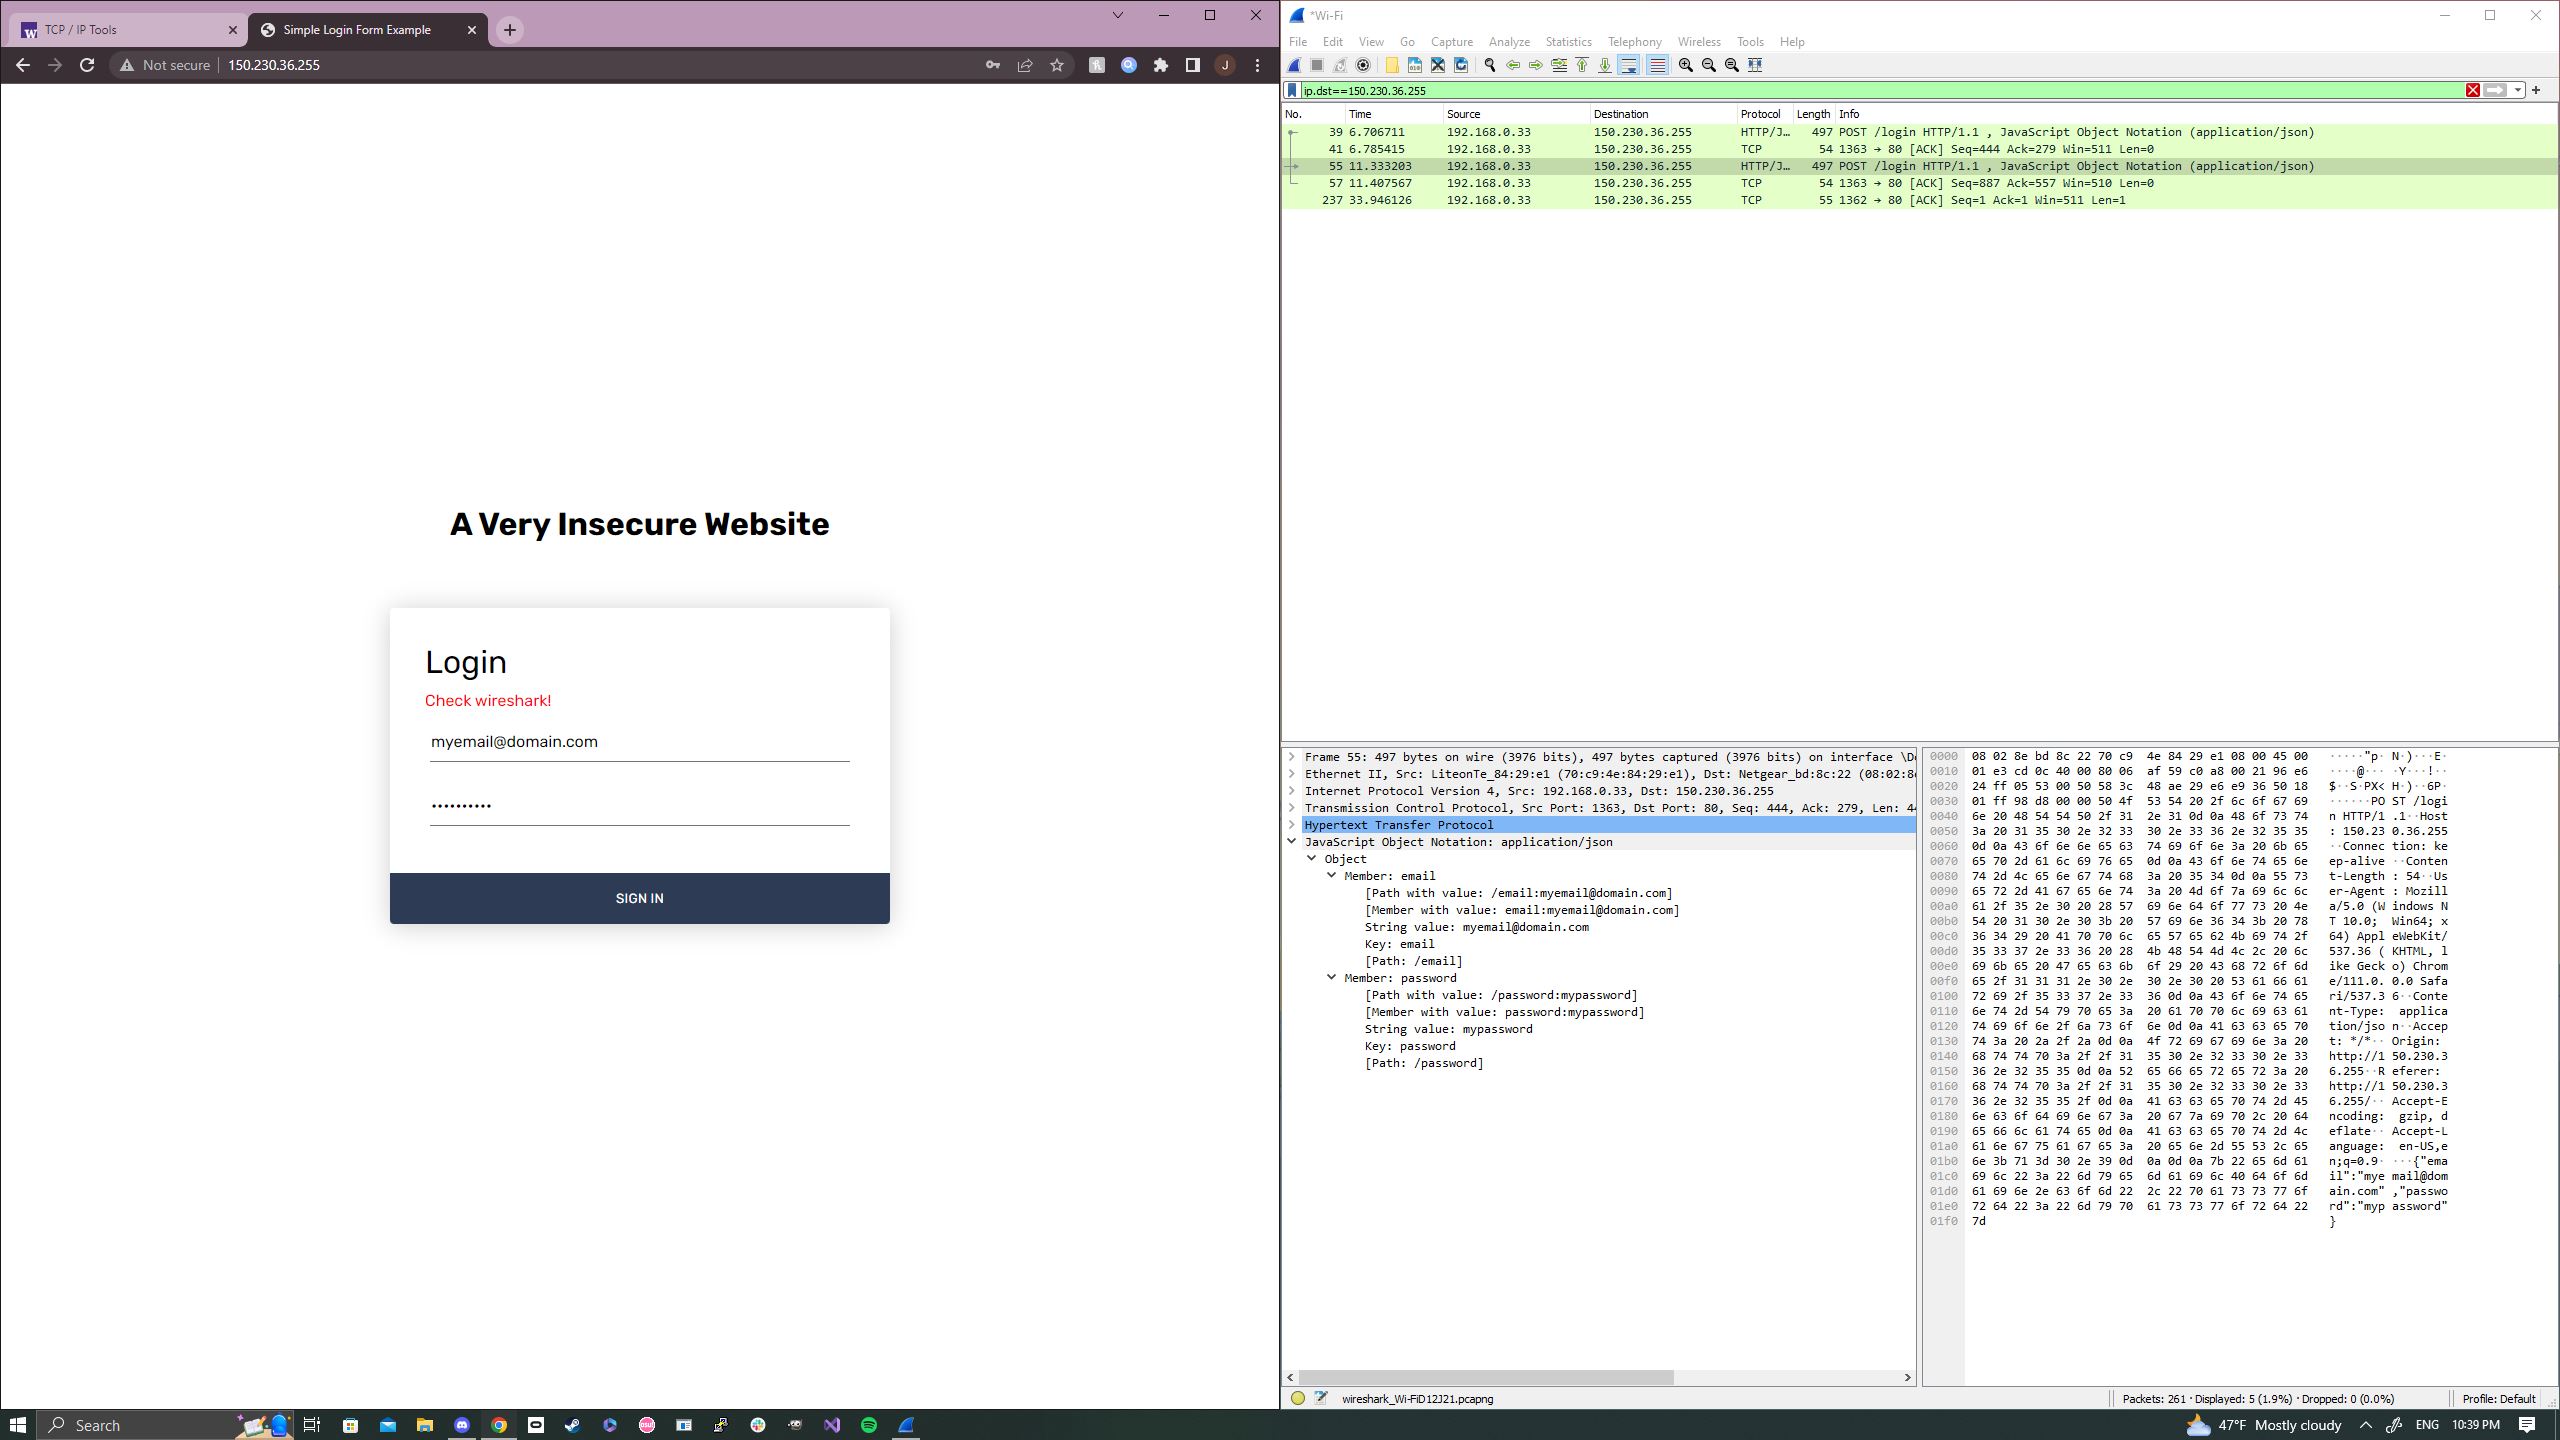 TCP / IP Tools
Simple Login Form Example
Not secure
150.230.36.255
J
A Very Insecure Website
Login
Check wireshark!
myemail@domain.com
••••••••••
SIGN IN
*Wi-Fi
File Edit View Go Capture Analyze Statistics Telephony Wireless Tools Help
ip.dst==150.230.36.255
No. Time Source Destination Protocol Length Info
39 6.706711 192.168.0.33 150.230.36.255 HTTP/J… 497 POST /login HTTP/1.1 , JavaScript Object Notation (application/json)
41 6.785415 192.168.0.33 150.230.36.255 TCP 54 1363 → 80 [ACK] Seq=444 Ack=279 Win=511 Len=0
55 11.333203 192.168.0.33 150.230.36.255 HTTP/J… 497 POST /login HTTP/1.1 , JavaScript Object Notation (application/json)
57 11.407567 192.168.0.33 150.230.36.255 TCP 54 1363 → 80 [ACK] Seq=887 Ack=557 Win=510 Len=0
237 33.946126 192.168.0.33 150.230.36.255 TCP 55 1362 → 80 [ACK] Seq=1 Ack=1 Win=511 Len=1
Frame 55: 497 bytes on wire (3976 bits), 497 bytes captured (3976 bits) on interface \D
Ethernet II, Src: LiteonTe_84:29:e1 (70:c9:4e:84:29:e1), Dst: Netgear_bd:8c:22 (08:02:8
Internet Protocol Version 4, Src: 192.168.0.33, Dst: 150.230.36.255
Transmission Control Protocol, Src Port: 1363, Dst Port: 80, Seq: 444, Ack: 279, Len: 44
Hypertext Transfer Protocol
JavaScript Object Notation: application/json
Object
Member: email
[Path with value: /email:myemail@domain.com]
[Member with value: email:myemail@domain.com]
String value: myemail@domain.com
Key: email
[Path: /email]
Member: password
[Path with value: /password:mypassword]
[Member with value: password:mypassword]
String value: mypassword
Key: password
[Path: /password]
0000 08 02 8e bd 8c 22 70 c9 4e 84 29 e1 08 00 45 00 ·····"p· N·)···E·
0010 01 e3 cd 0c 40 00 80 06 af 59 c0 a8 00 21 96 e6 ····@··· ·Y···!··
0020 24 ff 05 53 00 50 58 3c 48 ae 29 e6 e9 36 50 18 $··S·PX< H·)··6P·
0030 01 ff 98 d8 00 00 50 4f 53 54 20 2f 6c 6f 67 69 ······PO ST /logi
0040 6e 20 48 54 54 50 2f 31 2e 31 0d 0a 48 6f 73 74 n HTTP/1 .1··Host
0050 3a 20 31 35 30 2e 32 33 30 2e 33 36 2e 32 35 35 : 150.23 0.36.255
0060 0d 0a 43 6f 6e 6e 65 63 74 69 6f 6e 3a 20 6b 65 ··Connec tion: ke
0070 65 70 2d 61 6c 69 76 65 0d 0a 43 6f 6e 74 65 6e ep-alive ··Conten
0080 74 2d 4c 65 6e 67 74 68 3a 20 35 34 0d 0a 55 73 t-Length : 54··Us
0090 65 72 2d 41 67 65 6e 74 3a 20 4d 6f 7a 69 6c 6c er-Agent : Mozill
00a0 61 2f 35 2e 30 20 28 57 69 6e 64 6f 77 73 20 4e a/5.0 (W indows N
00b0 54 20 31 30 2e 30 3b 20 57 69 6e 36 34 3b 20 78 T 10.0;  Win64; x
00c0 36 34 29 20 41 70 70 6c 65 57 65 62 4b 69 74 2f 64) Appl eWebKit/
00d0 35 33 37 2e 33 36 20 28 4b 48 54 4d 4c 2c 20 6c 537.36 ( KHTML, l
00e0 69 6b 65 20 47 65 63 6b 6f 29 20 43 68 72 6f 6d ike Geck o) Chrom
00f0 65 2f 31 31 31 2e 30 2e 30 2e 30 20 53 61 66 61 e/111.0. 0.0 Safa
0100 72 69 2f 35 33 37 2e 33 36 0d 0a 43 6f 6e 74 65 ri/537.3 6··Conte
0110 6e 74 2d 54 79 70 65 3a 20 61 70 70 6c 69 63 61 nt-Type:  applica
0120 74 69 6f 6e 2f 6a 73 6f 6e 0d 0a 41 63 63 65 70 tion/jso n··Accep
0130 74 3a 20 2a 2f 2a 0d 0a 4f 72 69 67 69 6e 3a 20 t: */*·· Origin:
0140 68 74 74 70 3a 2f 2f 31 35 30 2e 32 33 30 2e 33 http://1 50.230.3
0150 36 2e 32 35 35 0d 0a 52 65 66 65 72 65 72 3a 20 6.255··R eferer:
0160 68 74 74 70 3a 2f 2f 31 35 30 2e 32 33 30 2e 33 http://1 50.230.3
0170 36 2e 32 35 35 2f 0d 0a 41 63 63 65 70 74 2d 45 6.255/·· Accept-E
0180 6e 63 6f 64 69 6e 67 3a 20 67 7a 69 70 2c 20 64 ncoding:  gzip, d
0190 65 66 6c 61 74 65 0d 0a 41 63 63 65 70 74 2d 4c eflate·· Accept-L
01a0 61 6e 67 75 61 67 65 3a 20 65 6e 2d 55 53 2c 65 anguage:  en-US,e
01b0 6e 3b 71 3d 30 2e 39 0d 0a 0d 0a 7b 22 65 6d 61 n;q=0.9· ···{"ema
01c0 69 6c 22 3a 22 6d 79 65 6d 61 69 6c 40 64 6f 6d il":"mye mail@dom
01d0 61 69 6e 2e 63 6f 6d 22 2c 22 70 61 73 73 77 6f ain.com" ,"passwo
01e0 72 64 22 3a 22 6d 79 70 61 73 73 77 6f 72 64 22 rd":"myp assword"
01f0 7d }
wireshark_Wi-FiD12J21.pcapng
Packets: 261 · Displayed: 5 (1.9%) · Dropped: 0 (0.0%)
Profile: Default
Search
47°F Mostly cloudy
ENG
10:39 PM